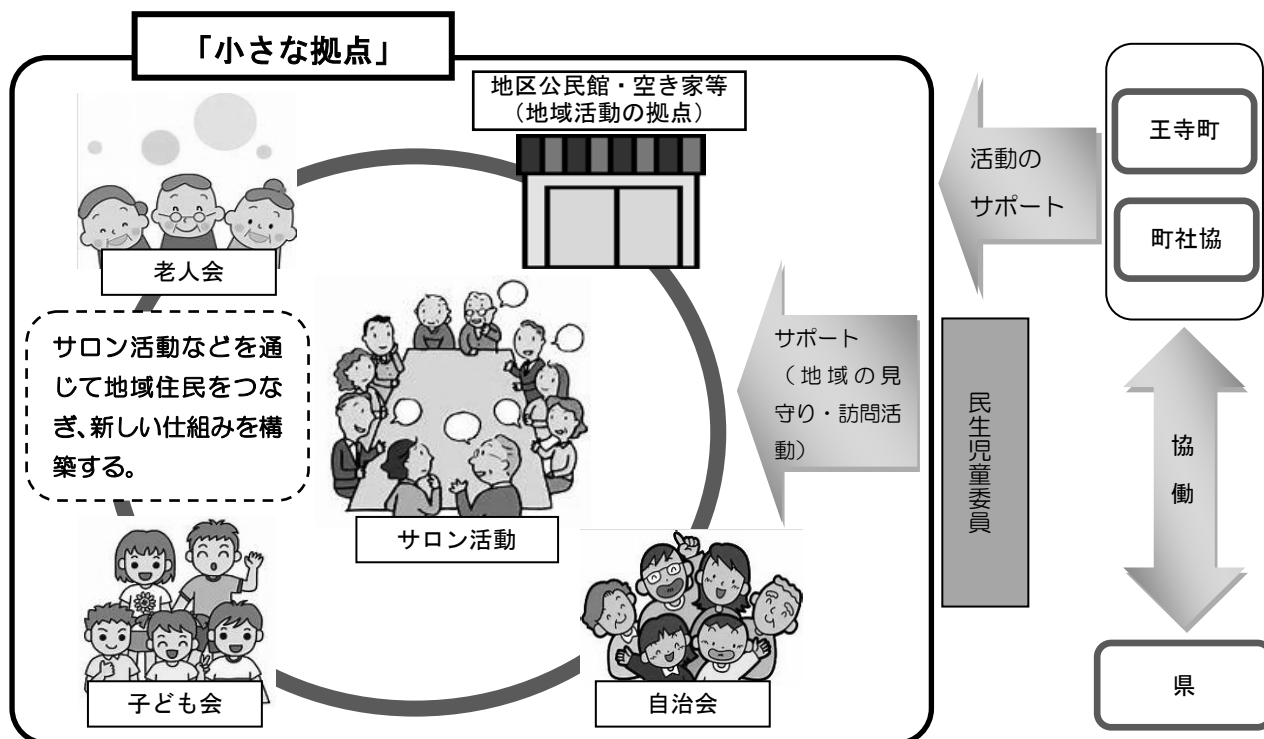 「小さな拠点」
地区公民館・空き家等
（地域活動の拠点）
老人会
サロン活動などを通
じて地域住民をつな
ぎ、新しい仕組みを構
築する。
サロン活動
子ども会
自治会
サポート
（地域の見
守り・訪問活
動）
活動の
サポート
民生児童委員
王寺町
町社協
協働
県